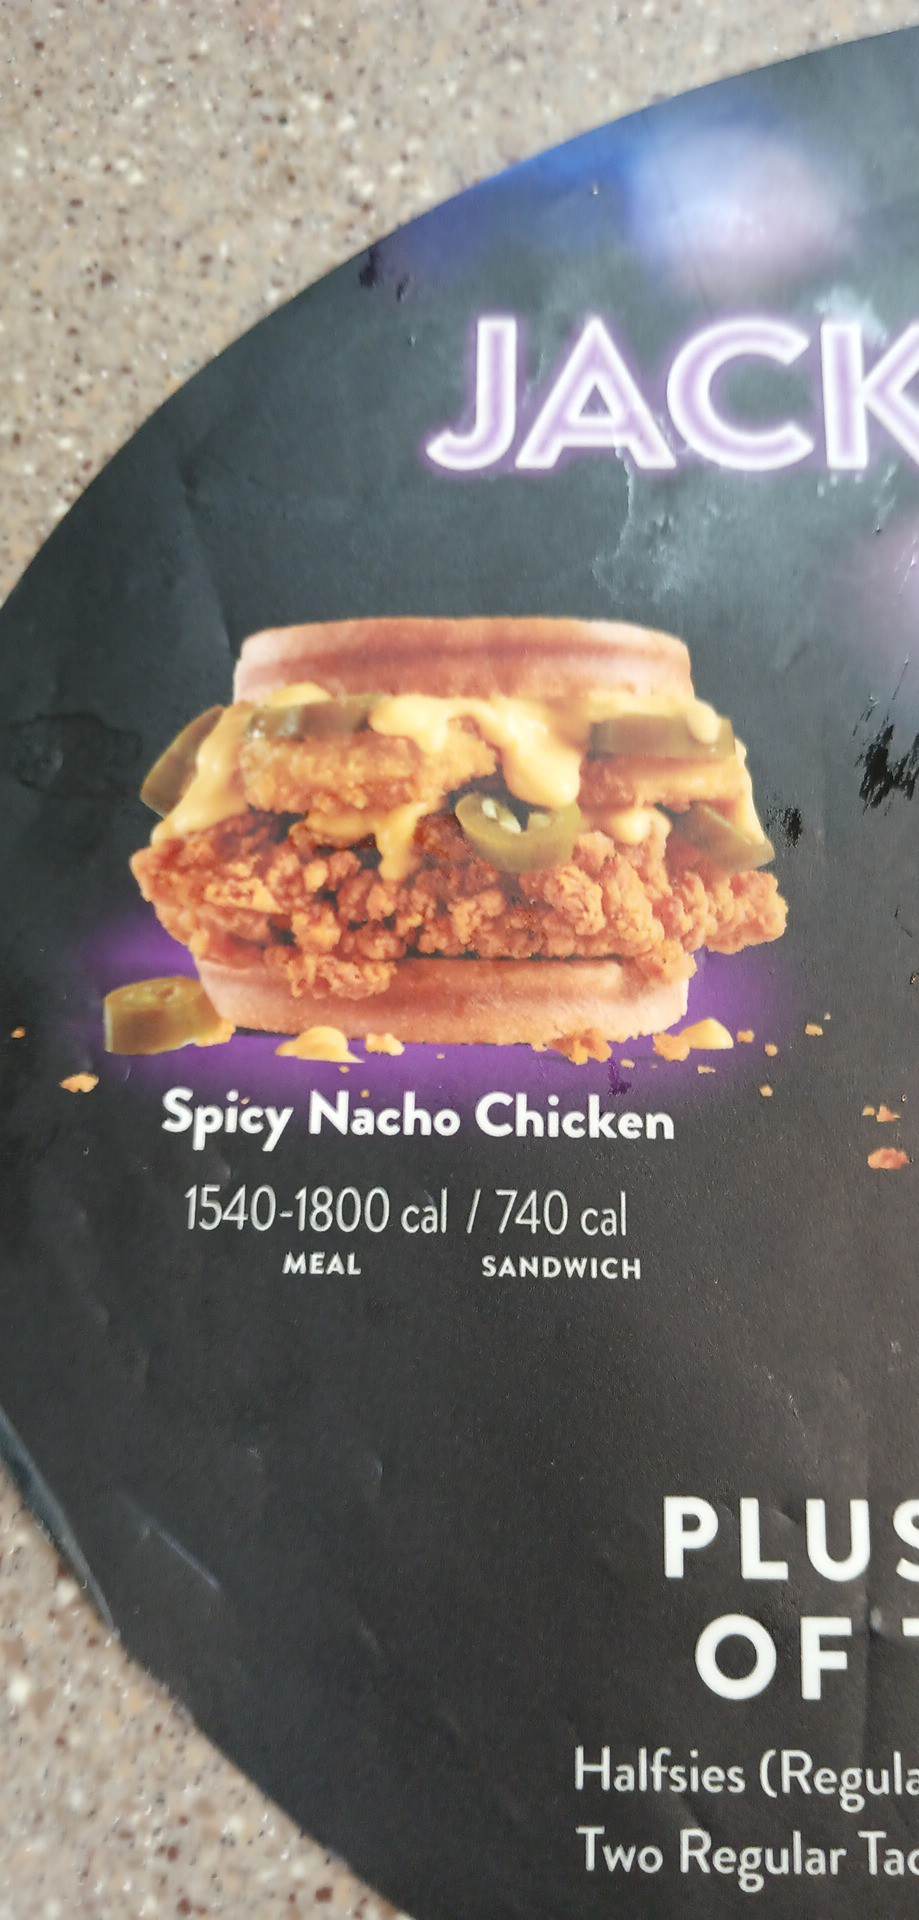 JACK
Spicy Nacho Chicken
1540-1800 cal / 740 cal
MEAL SANDWICH
PLUS
OF
Halfsies (Regula
Two Regular Tac